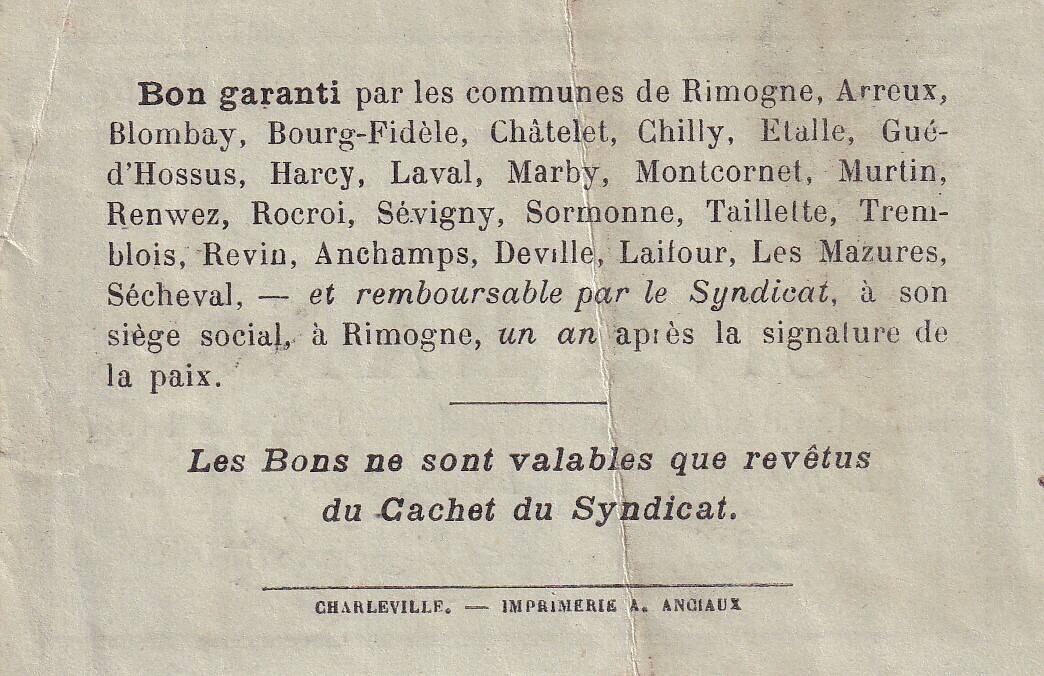 Bon garanti par les communes de Rimogne, Arreux,
Blombay, Bourg-Fidèle, Châtelet, Chilly, Etalle, Gué-
d'Hossus, Harcy, Laval, Marby, Montcornet, Murtin,
Renwez, Rocroi, Sévigny, Sormonne, Taillette, Trem-
blois, Revin, Anchamps, Deville, Laifour, Les Mazures,
Sécheval, — et remboursable par le Syndicat, à son
siège social, à Rimogne, un an après la signature de
la paix.
Les Bons ne sont valables que revêtus
du Cachet du Syndicat.
CHARLEVILLE. — IMPRIMERIE A. ANCIAUX